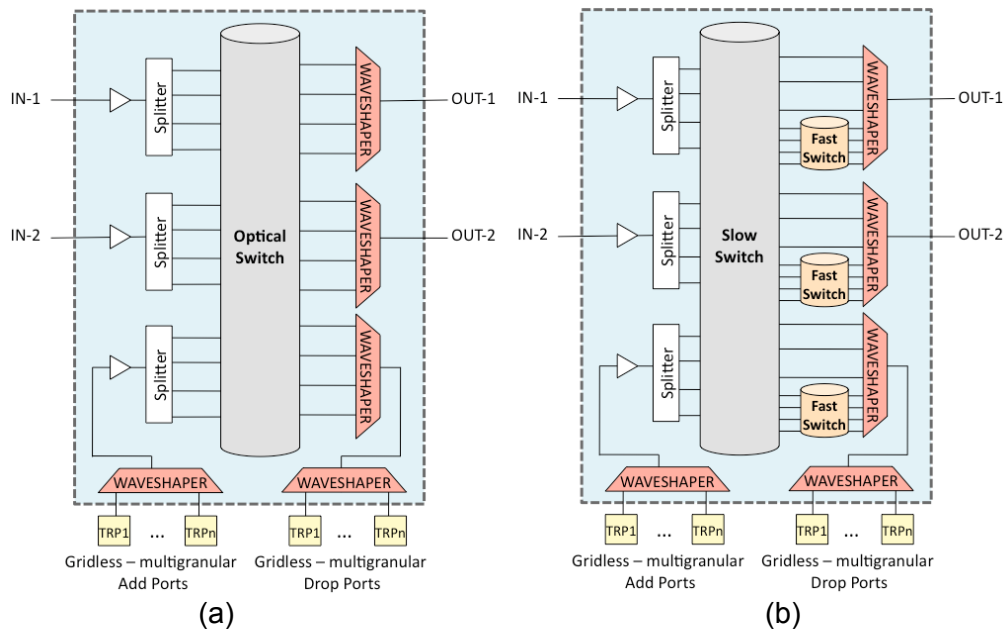 IN-1
Splitter
WAVESHAPER
OUT-1
IN-2
Splitter
Optical
Switch
WAVESHAPER
OUT-2
Splitter
WAVESHAPER
WAVESHAPER
WAVESHAPER
TRP1 ... TRPn
TRP1 ... TRPn
Gridless – multigranular
Add Ports
Gridless – multigranular
Drop Ports
(a)
IN-1
Splitter
Fast
Switch
WAVESHAPER
OUT-1
IN-2
Splitter
Slow
Switch
Fast
Switch
WAVESHAPER
OUT-2
Splitter
Fast
Switch
WAVESHAPER
WAVESHAPER
WAVESHAPER
TRP1 ... TRPn
TRP1 ... TRPn
Gridless – multigranular
Add Ports
Gridless – multigranular
Drop Ports
(b)